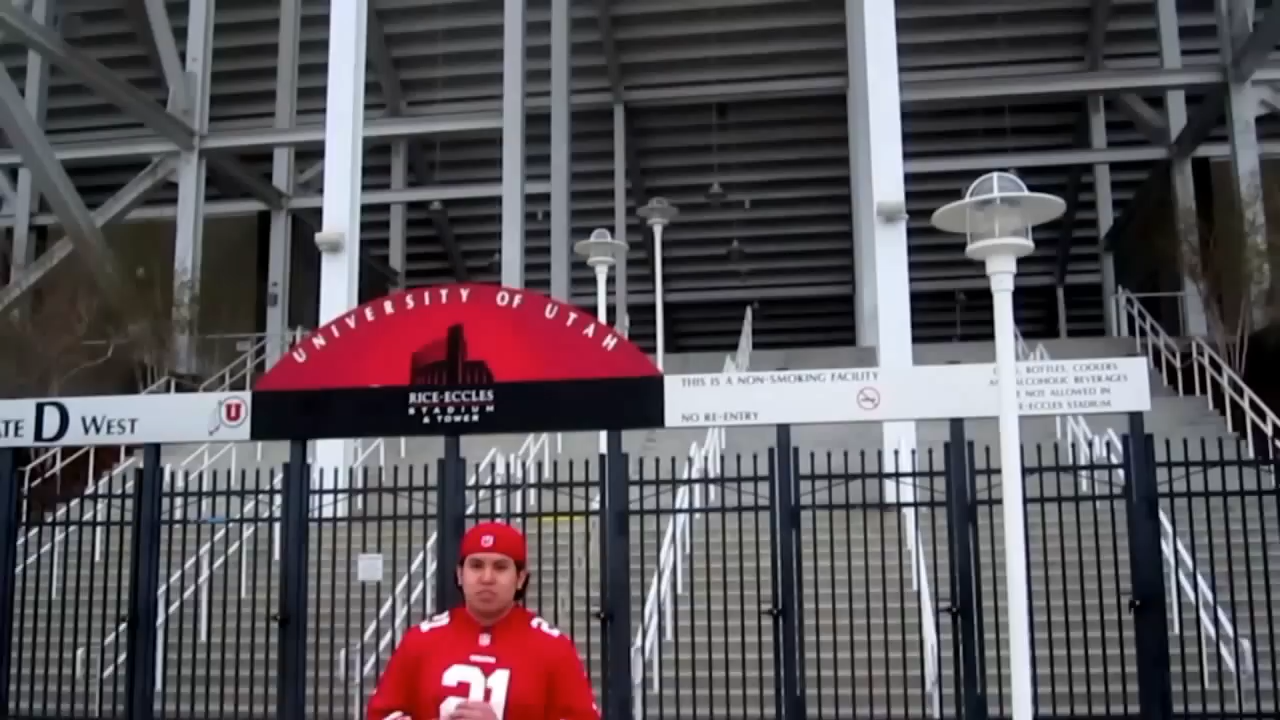 UNIVERSITY OF UTAH
RICE-ECCLES
STADIUM
& TOWER
D WEST
U
THIS IS A NON-SMOKING FACILITY
NO RE-ENTRY
BOTTLES, COOLERS
ALCOHOLIC BEVERAGES
NOT ALLOWED IN
-ECCLES STADIUM
21